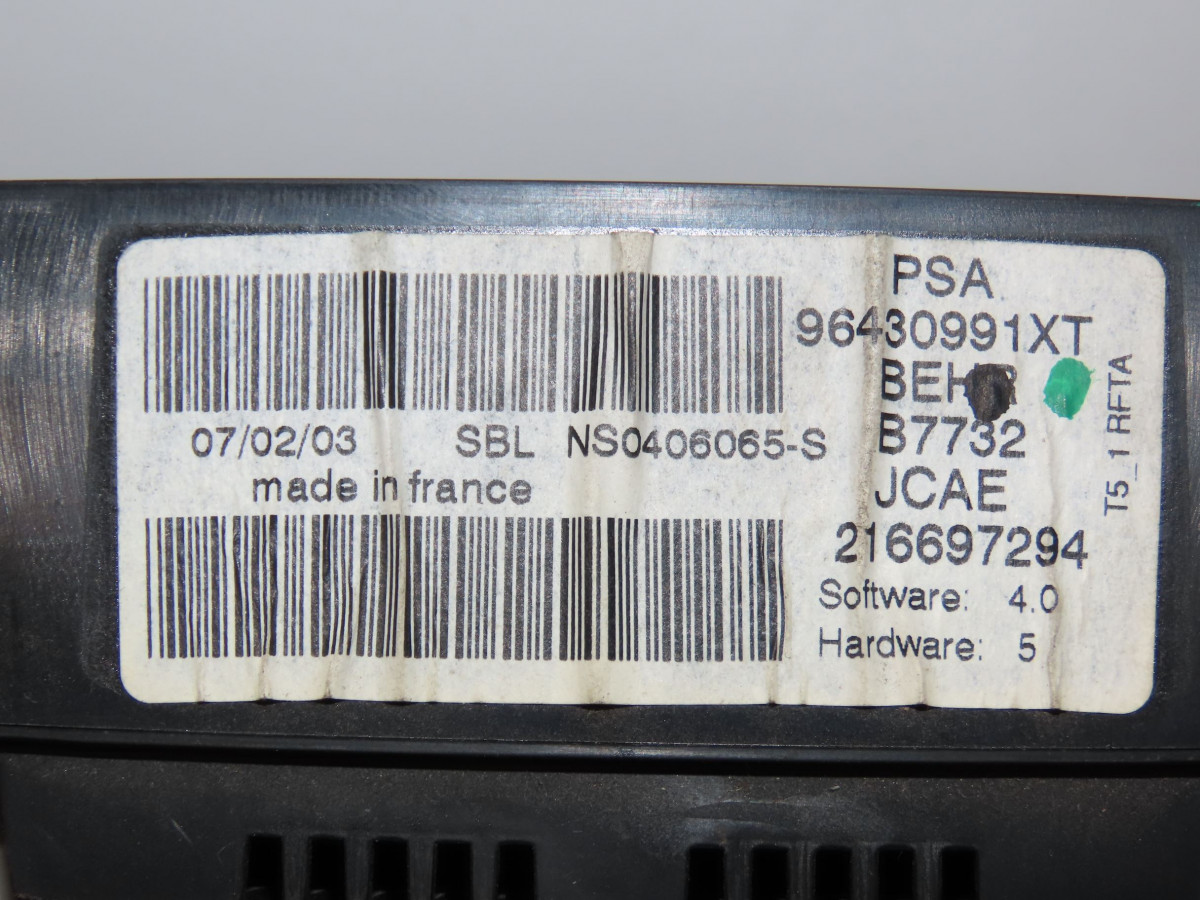 PSA
96430991XT
BEHR
B7732
JCAE
216697294
Software: 4.0
Hardware: 5
T5_1 RFTA
07/02/03 SBL NS0406065-S
made in france